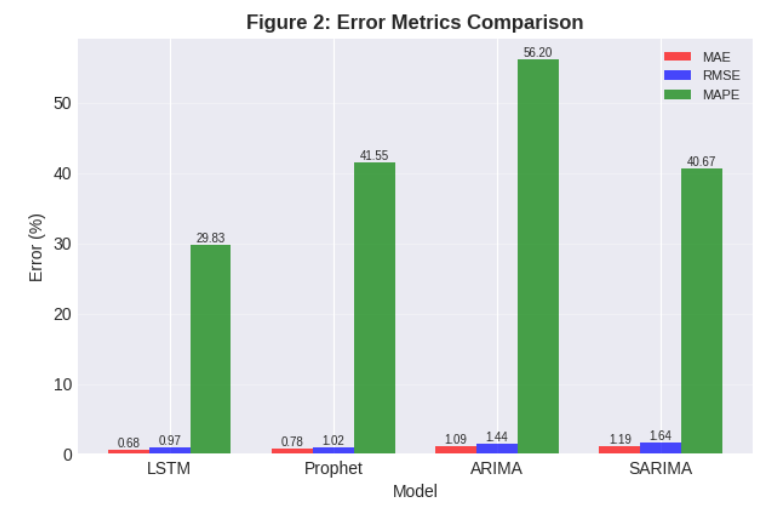 Figure 2: Error Metrics Comparison
MAE
RMSE
MAPE
Error (%)
50
40
30
20
10
0
0.68
0.97
29.83
0.78
1.02
41.55
1.09
1.44
56.20
1.19
1.64
40.67
LSTM
Prophet
ARIMA
SARIMA
Model